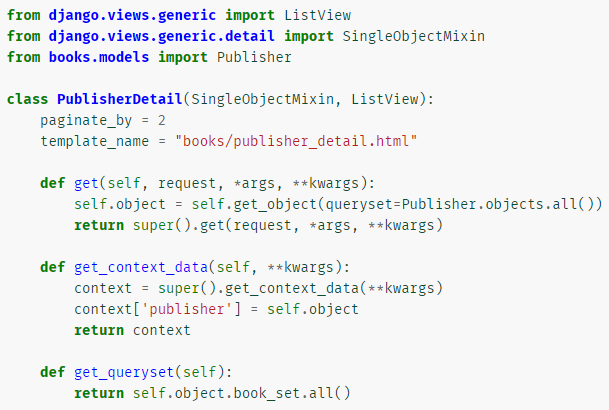 from django.views.generic import ListView
from django.views.generic.detail import SingleObjectMixin
from books.models import Publisher

class PublisherDetail(SingleObjectMixin, ListView):
    paginate_by = 2
    template_name = "books/publisher_detail.html"

    def get(self, request, *args, **kwargs):
        self.object = self.get_object(queryset=Publisher.objects.all())
        return super().get(request, *args, **kwargs)

    def get_context_data(self, **kwargs):
        context = super().get_context_data(**kwargs)
        context['publisher'] = self.object
        return context

    def get_queryset(self):
        return self.object.book_set.all()